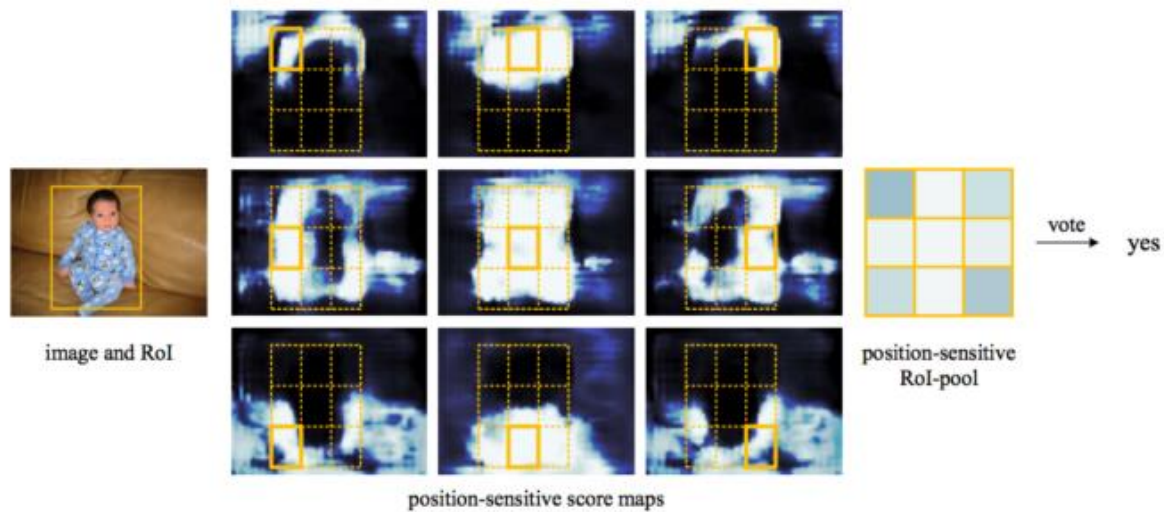 image and RoI
position-sensitive score maps
position-sensitive
RoI-pool
vote
yes